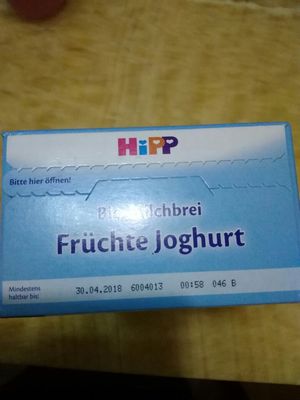 HiPP
Bitte hier öffnen!
Früchte Joghurt
Mindestens
haltbar bis:
30.04.2018 6004013 00:58 046 B